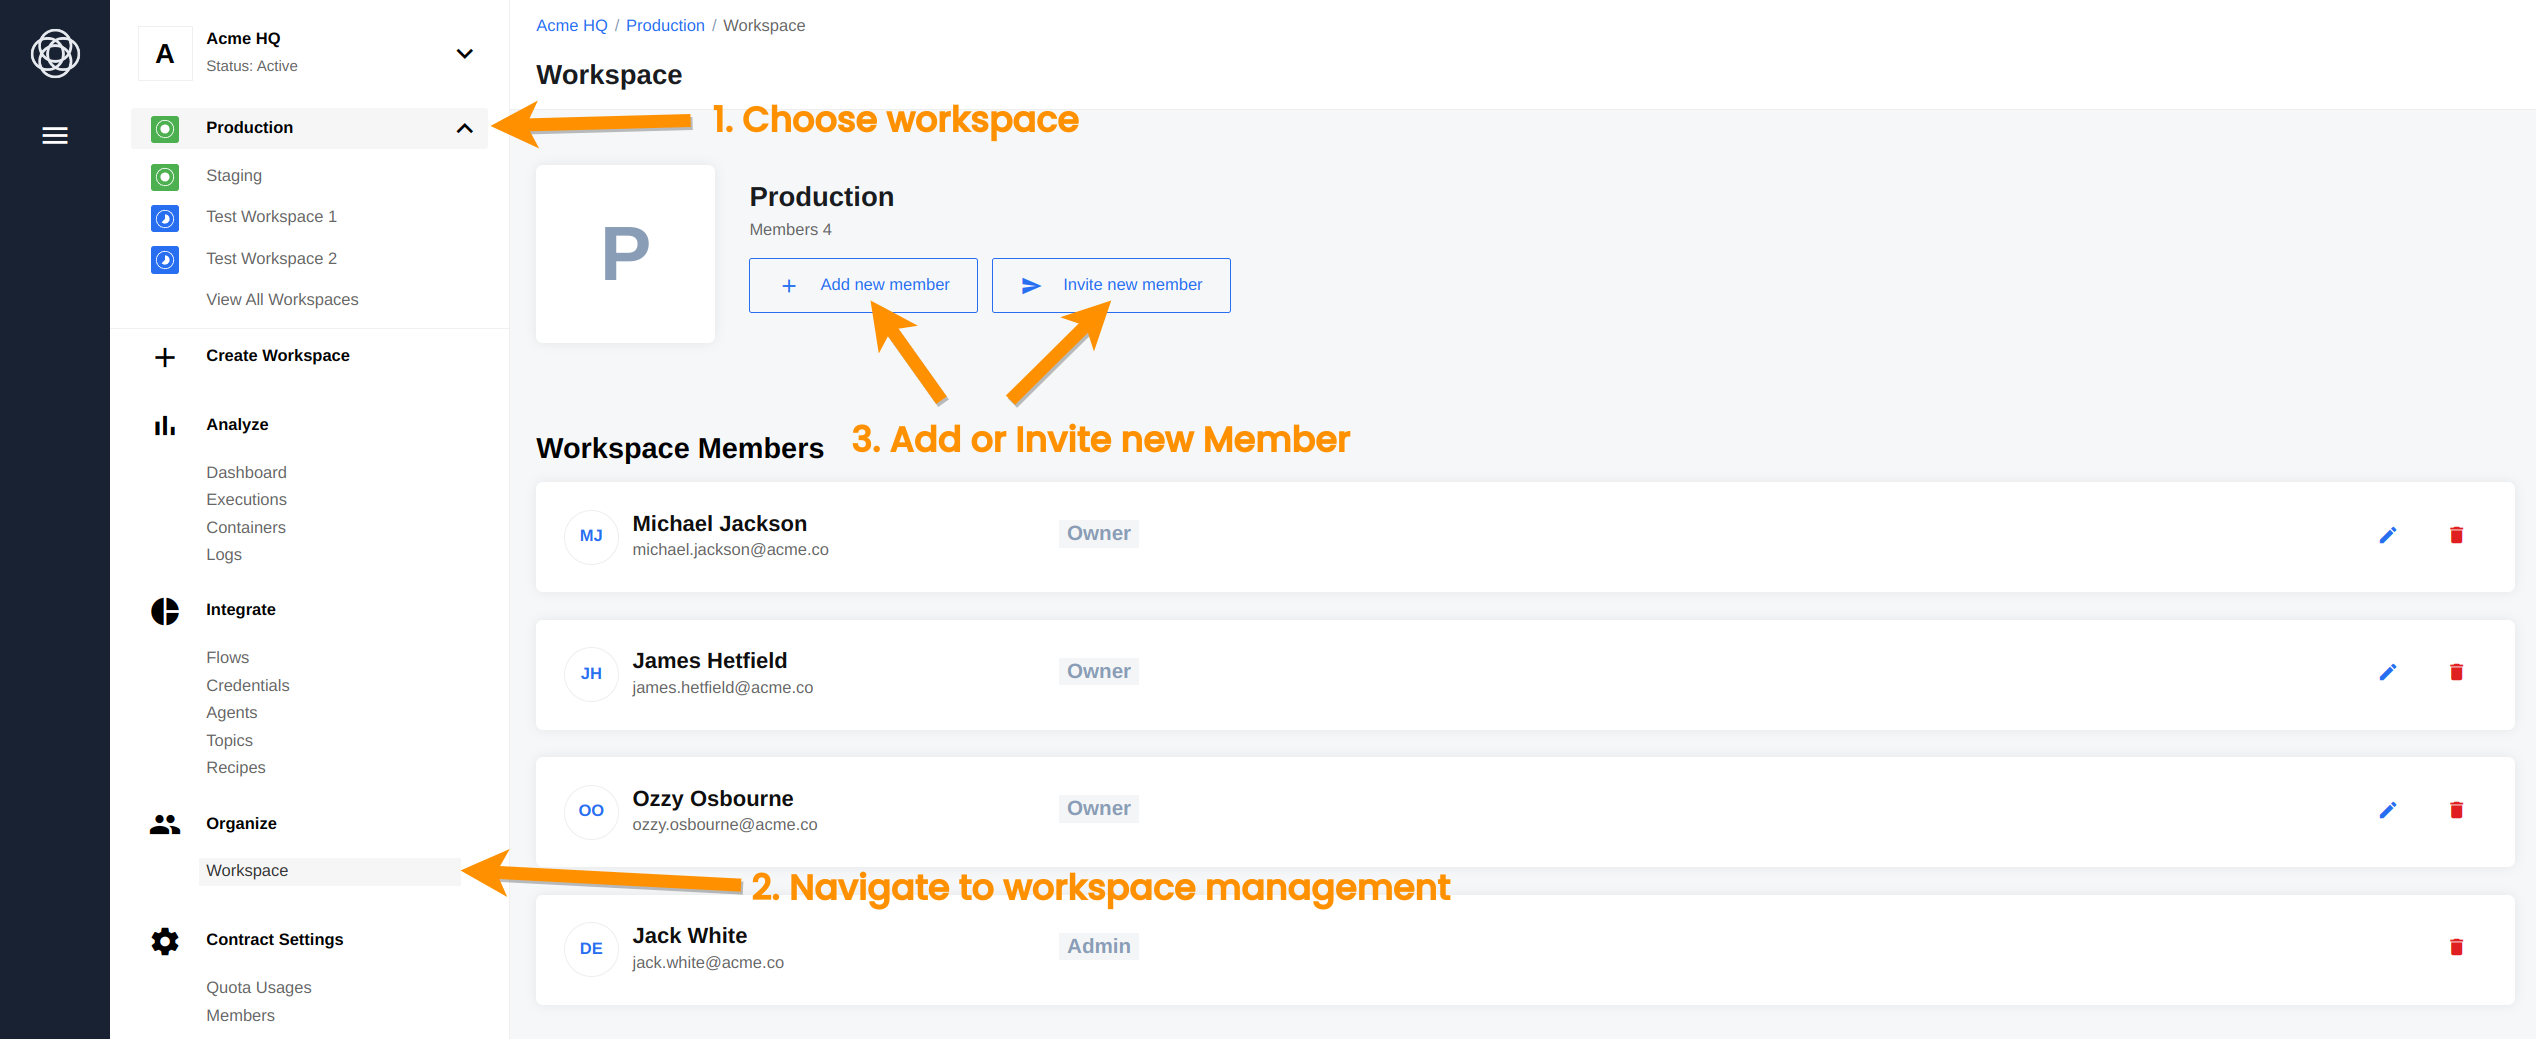 A
Acme HQ
Status: Active
Production
Staging
Test Workspace 1
Test Workspace 2
View All Workspaces
Create Workspace
Analyze
Dashboard
Executions
Containers
Logs
Integrate
Flows
Credentials
Agents
Topics
Recipes
Organize
Workspace
Contract Settings
Quota Usages
Members
Acme HQ / Production / Workspace
Workspace
1. Choose workspace
P
Production
Members 4
Add new member
Invite new member
3. Add or Invite new Member
Workspace Members
MJ
Michael Jackson
michael.jackson@acme.co
Owner
JH
James Hetfield
james.hetfield@acme.co
Owner
OO
Ozzy Osbourne
ozzy.osbourne@acme.co
Owner
2. Navigate to workspace management
DE
Jack White
jack.white@acme.co
Admin